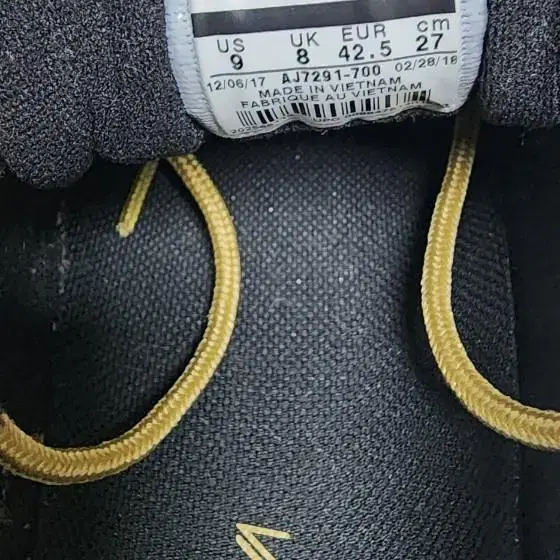 US UK EUR cm
9 8 42.5 27
12/06/17 AJ7291-700 02/28/18
MADE IN VIETNAM
FABRIQUE AU VIETNAM
UPC